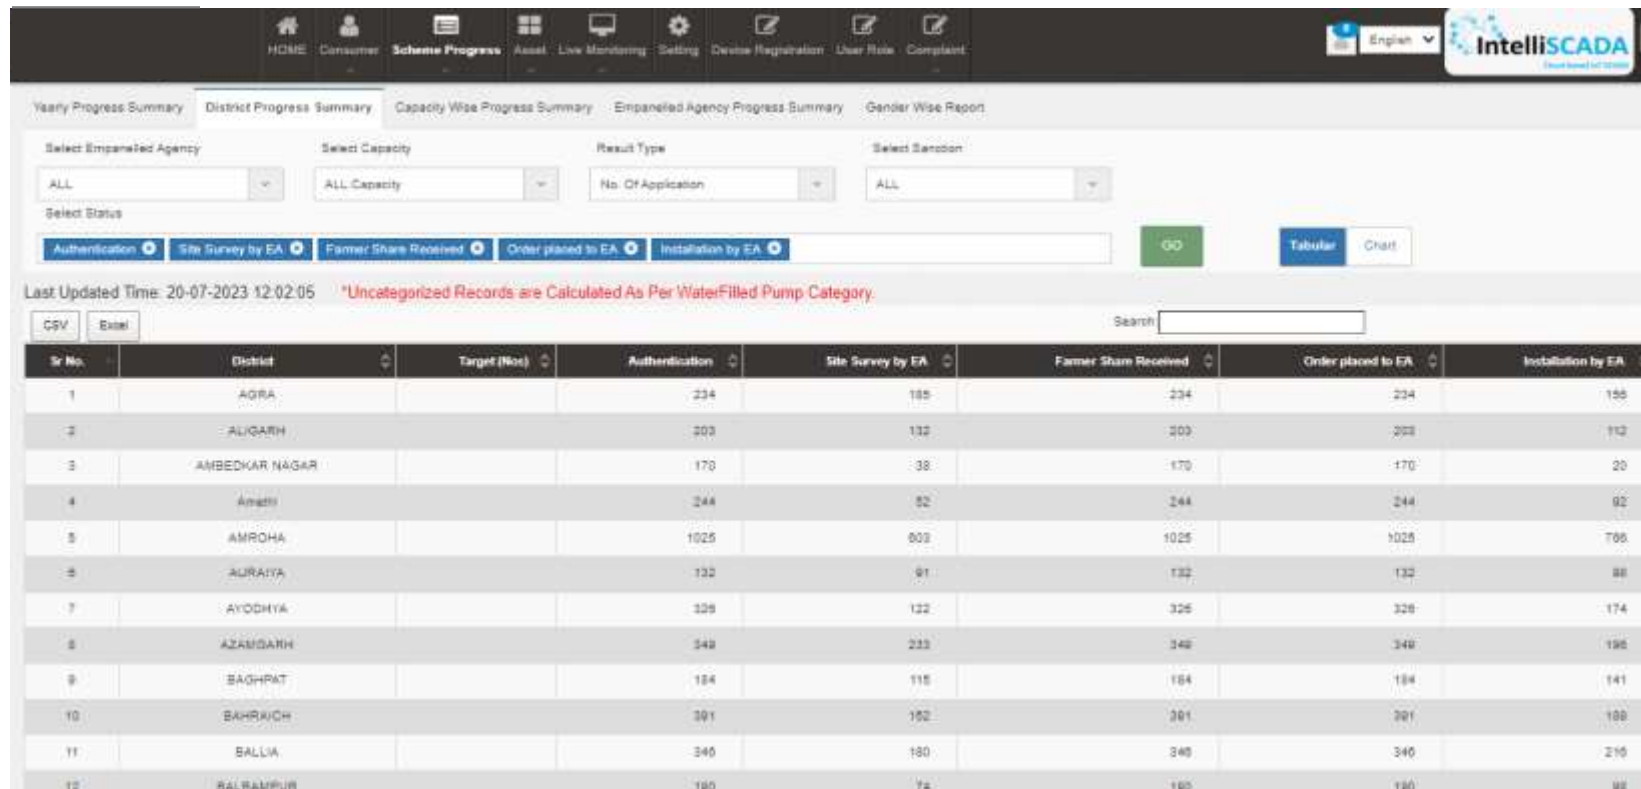 HOME Consumer Scheme Progress Asset Live Monitoring Setting Device Registration User Role Complaint English IntelliSCADA
Yearly Progress Summary District Progress Summary Capacity Wise Progress Summary Empanelled Agency Progress Summary Gender Wise Report
Select Empanelled Agency Select Capacity Result Type Select Sanction
ALL ALL Capacity No. Of Application ALL
Select Status
Authentication Site Survey by EA Farmer Share Received Order placed to EA Installation by EA GO Tabular Chart
Last Updated Time: 20-07-2023 12:02:05 *Uncategorized Records are Calculated As Per WaterFilled Pump Category.
CSV Excel Search:
Sr No. District Target (Nos) Authentication Site Survey by EA Farmer Share Received Order placed to EA Installation by EA
1 AGRA 234 185 234 234
2 ALIGARH 203 132 203 203 112
3 AMBEDKAR NAGAR 170 38 170 170 20
4 Amethi 244 52 244 244 92
5 AMROHA 1025 603 1025 1025
6 AURAIYA 132 91 132 132
7 AYODHYA 326 122 326 326 174
8 AZAMGARH 349 233 349 349
9 BAGHPAT 184 115 184 184 141
10 BAHRAICH 391 391 391
11 BALLIA 346 180 346 346 216
12 BALRAMPUR 74